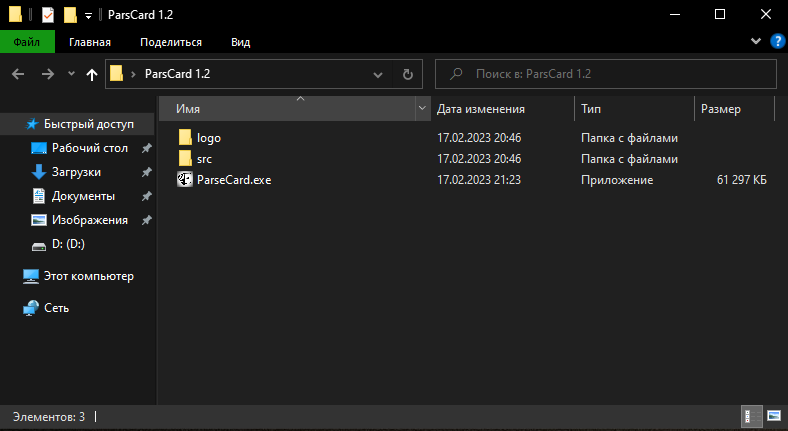 ParsCard 1.2
Файл Главная Поделиться Вид
ParsCard 1.2 Поиск в: ParsCard 1.2
Имя Дата изменения Тип Размер
Быстрый доступ
Рабочий стол
Загрузки
Документы
Изображения
D: (D:)
Этот компьютер
Сеть
logo 17.02.2023 20:46 Папка с файлами
src 17.02.2023 20:46 Папка с файлами
ParseCard.exe 17.02.2023 21:23 Приложение 61 297 КБ
Элементов: 3